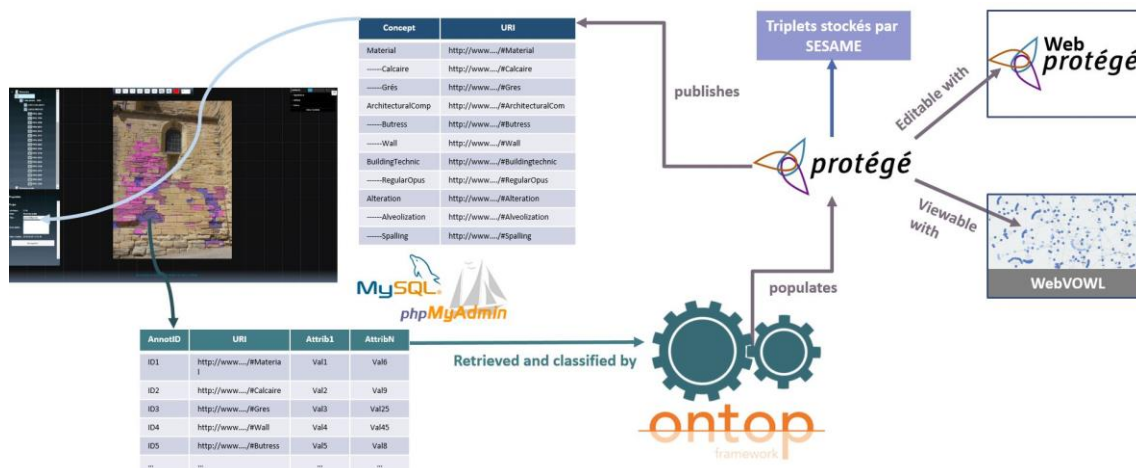 Concept URI
Material http://www..../#Material
------Calcaire http://www..../#Calcaire
------Grés http://www..../#Gres
ArchitecturalComp http://www..../#ArchitecturalCom
------Butress http://www..../#Butress
------Wall http://www..../#Wall
BuildingTechnic http://www..../#Buildingtechnic
------RegularOpus http://www..../#RegularOpus
Alteration http://www..../#Alteration
------Alveolization http://www..../#Alveolization
------Spalling http://www..../#Spalling
publishes
Triplets stockés par
SESAME
protégé
Editable with
Web
protégé
Viewable
with
WebVOWL
populates
MySQL®
phpMyAdmin
AnnotID URI Attrib1 AttribN
ID1 http://www..../#Materia
l Val1 Val6
ID2 http://www..../#Calcaire Val2 Val9
ID3 http://www..../#Gres Val3 Val25
ID4 http://www..../#Wall Val4 Val45
ID5 http://www..../#Butress Val5 Val8
... ... ... ...
Retrieved and classified by
ontop
framework